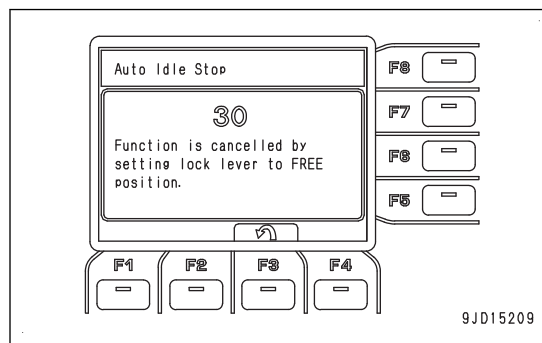 Auto Idle Stop
30
Function is cancelled by
setting lock lever to FREE
position.
F8
F7
F6
F5
F1 F2 F3 F4
9JD15209